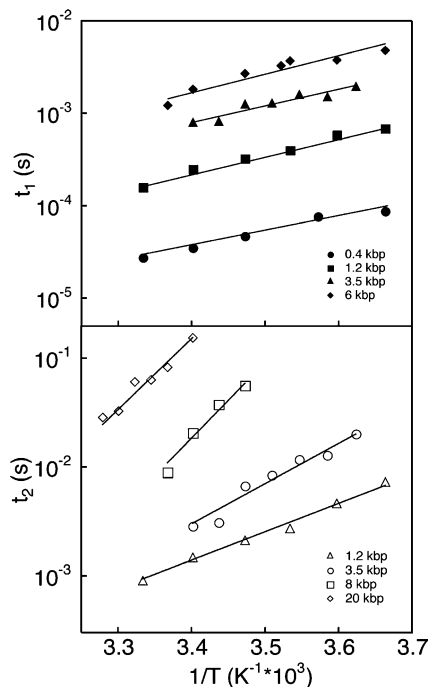 10⁻²
10⁻³
10⁻⁴
10⁻⁵
t₁ (s)
0.4 kbp
1.2 kbp
3.5 kbp
6 kbp
10⁻¹
10⁻²
10⁻³
t₂ (s)
1.2 kbp
3.5 kbp
8 kbp
20 kbp
3.3 3.4 3.5 3.6 3.7
1/T (K⁻¹*10³)